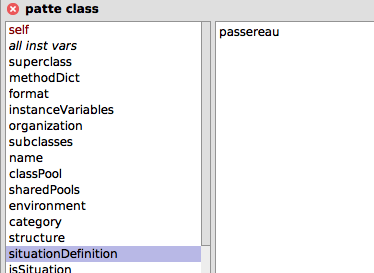 patte class
self
all inst vars
superclass
methodDict
format
instanceVariables
organization
subclasses
name
classPool
sharedPools
environment
category
structure
situationDefinition
isSituation
passereau